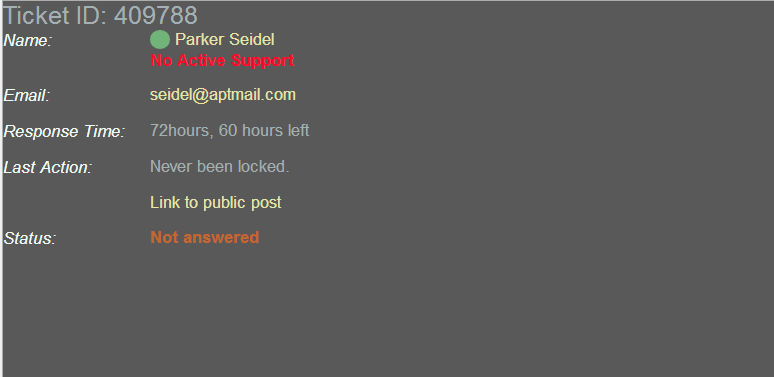 Ticket ID: 409788
Name: Parker Seidel
No Active Support
Email: seidel@aptmail.com
Response Time: 72hours, 60 hours left
Last Action: Never been locked.
Link to public post
Status: Not answered